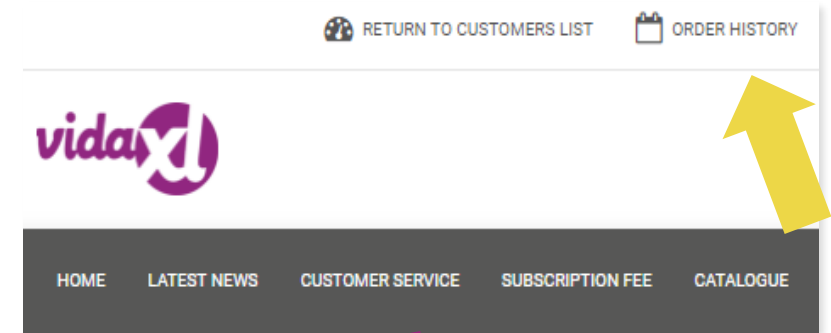 RETURN TO CUSTOMERS LIST ORDER HISTORY
vidaxl
HOME LATEST NEWS CUSTOMER SERVICE SUBSCRIPTION FEE CATALOGUE